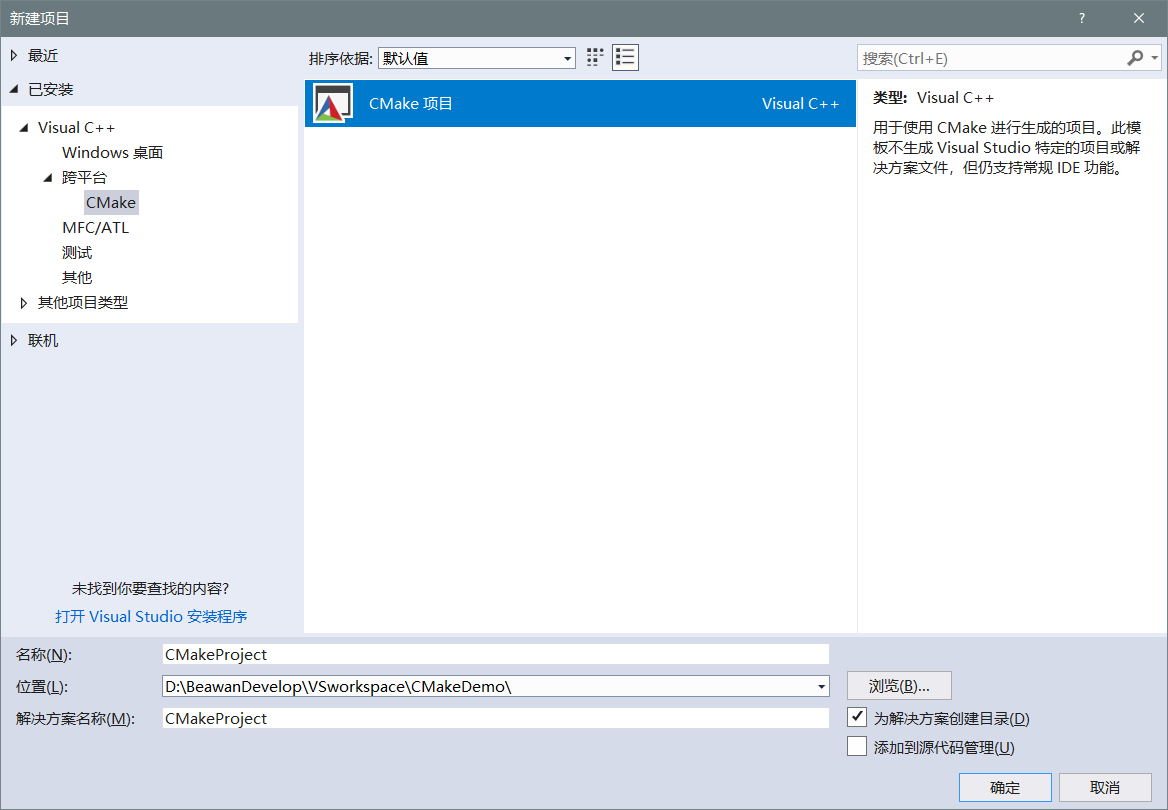 新建项目
?
最近
已安装
Visual C++
Windows 桌面
跨平台
CMake
MFC/ATL
测试
其他
其他项目类型
联机
未找到你要查找的内容?
打开 Visual Studio 安装程序
排序依据: 默认值
CMake 项目 Visual C++
搜索(Ctrl+E)
类型: Visual C++
用于使用 CMake 进行生成的项目。此模
板不生成 Visual Studio 特定的项目或解
决方案文件，但仍支持常规 IDE 功能。
名称(N): CMakeProject
位置(L): D:\BeawanDevelop\VSworkspace\CMakeDemo\ 浏览(B)...
解决方案名称(M): CMakeProject 为解决方案创建目录(D)
添加到源代码管理(U)
确定 取消